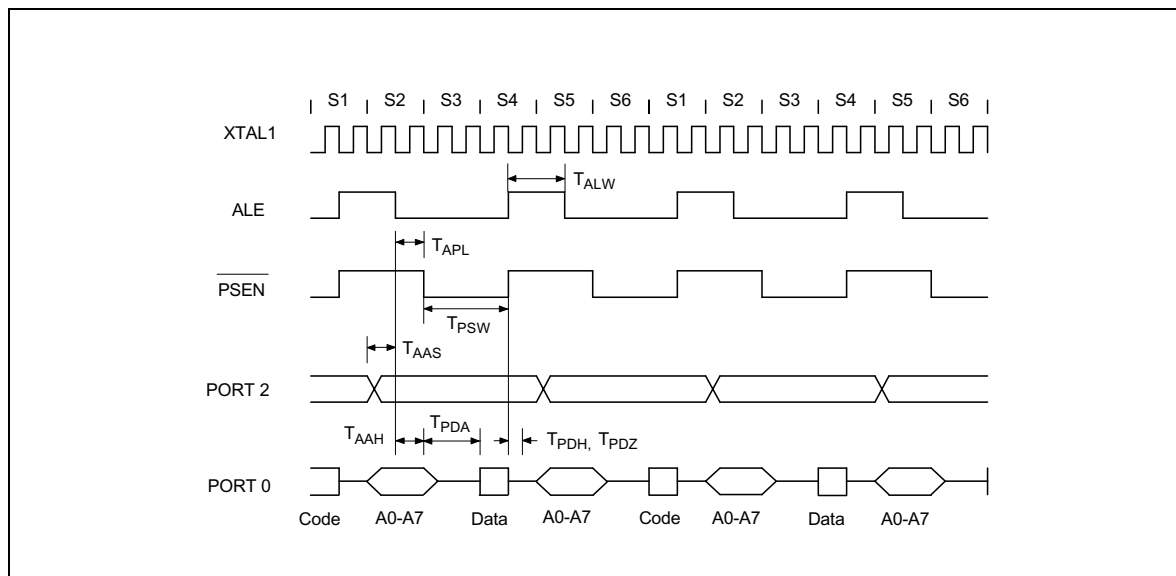 S1 S2 S3 S4 S5 S6 S1 S2 S3 S4 S5 S6
XTAL1
TALW
ALE
TAPL
PSEN
TPSW
TAAS
PORT 2
TAAH TPDA TPDH, TPDZ
PORT 0
Code A0-A7 Data A0-A7 Code A0-A7 Data A0-A7